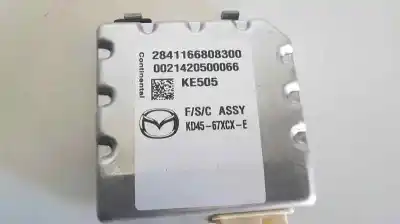 Continental
2841166808300
0021420500066
KE505
F/S/C ASSY
KD45-67XCX-E